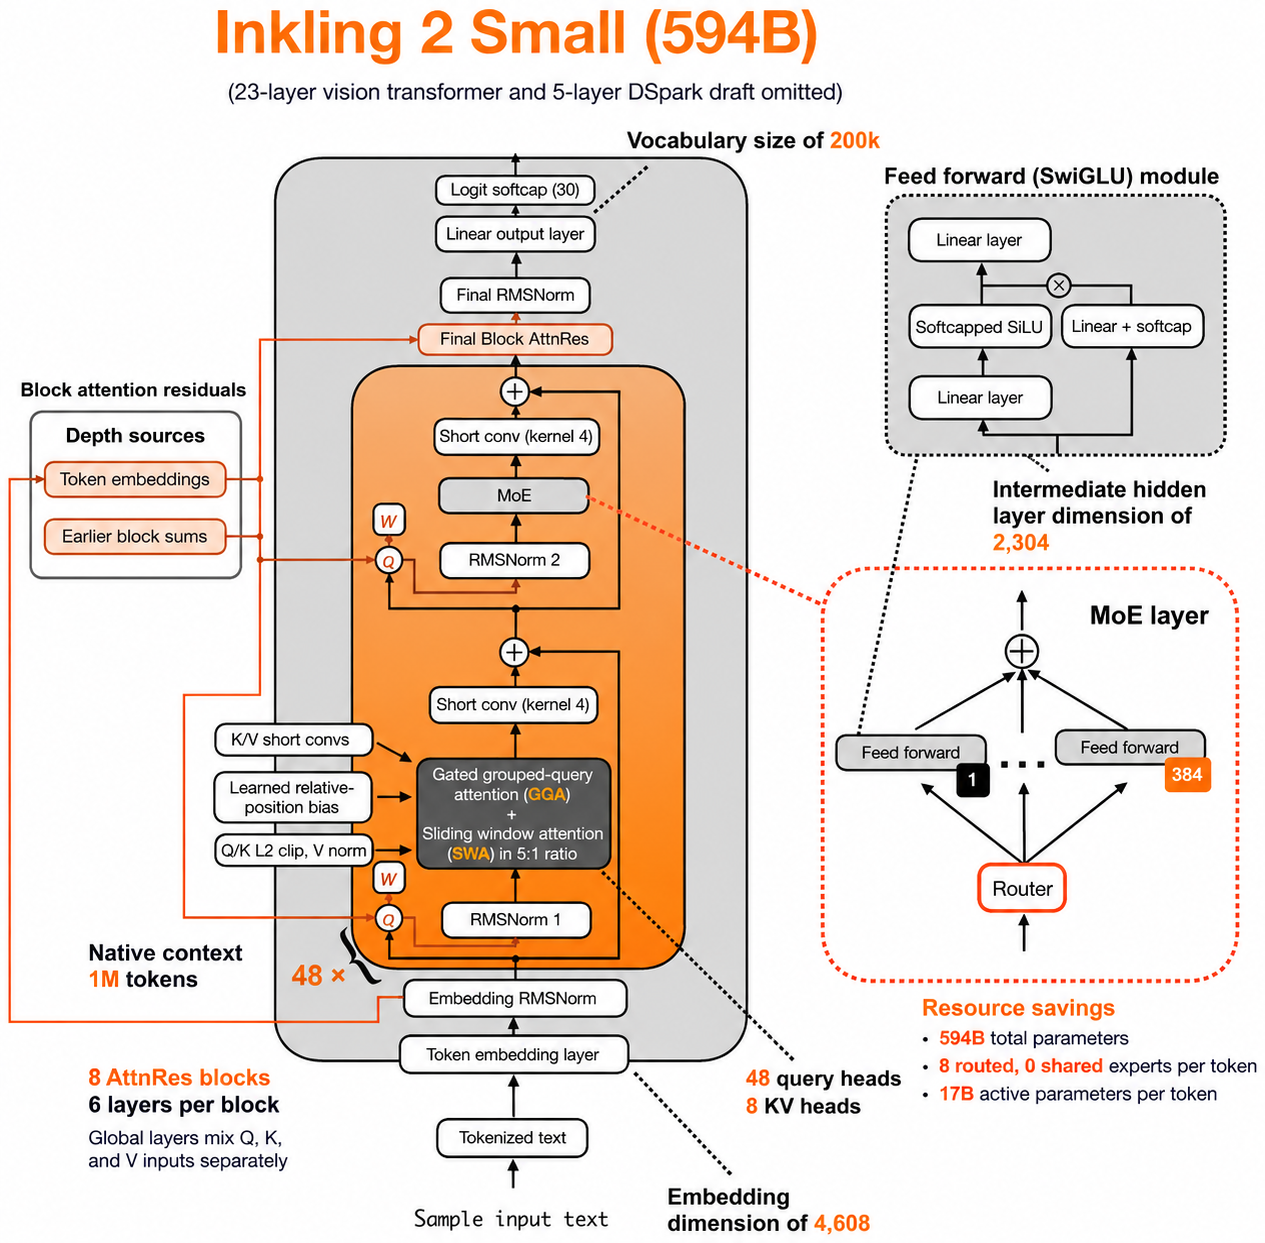 Inkling 2 Small (594B)
(23-layer vision transformer and 5-layer DSpark draft omitted)
Vocabulary size of 200k
Logit softcap (30)
Linear output layer
Final RMSNorm
Final Block AttnRes
Feed forward (SwiGLU) module
Linear layer
×
Softcapped SiLU
Linear + softcap
Linear layer
Intermediate hidden
layer dimension of
2,304
Block attention residuals
Depth sources
Token embeddings
Earlier block sums
+
Short conv (kernel 4)
MoE
W
Q
RMSNorm 2
+
Short conv (kernel 4)
K/V short convs
Learned relative-
position bias
Q/K L2 clip, V norm
Gated grouped-query
attention (GGA)
+
Sliding window attention
(SWA) in 5:1 ratio
W
Q
RMSNorm 1
48 ×
Embedding RMSNorm
Token embedding layer
Tokenized text
Sample input text
Native context
1M tokens
8 AttnRes blocks
6 layers per block
Global layers mix Q, K,
and V inputs separately
MoE layer
+
Feed forward
1
Feed forward
384
Router
48 query heads
8 KV heads
Embedding
dimension of 4,608
Resource savings
• 594B total parameters
• 8 routed, 0 shared experts per token
• 17B active parameters per token